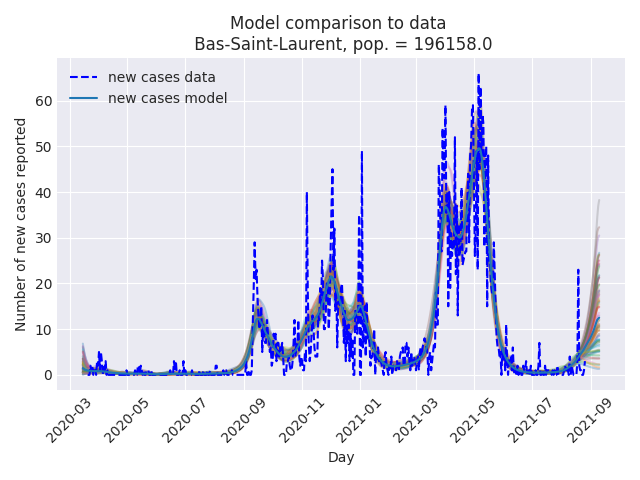 Model comparison to data
Bas-Saint-Laurent, pop. = 196158.0
new cases data
new cases model
Number of new cases reported
60
50
40
30
20
10
0
2020-03
2020-05
2020-07
2020-09
2020-11
2021-01
2021-03
2021-05
2021-07
2021-09
Day